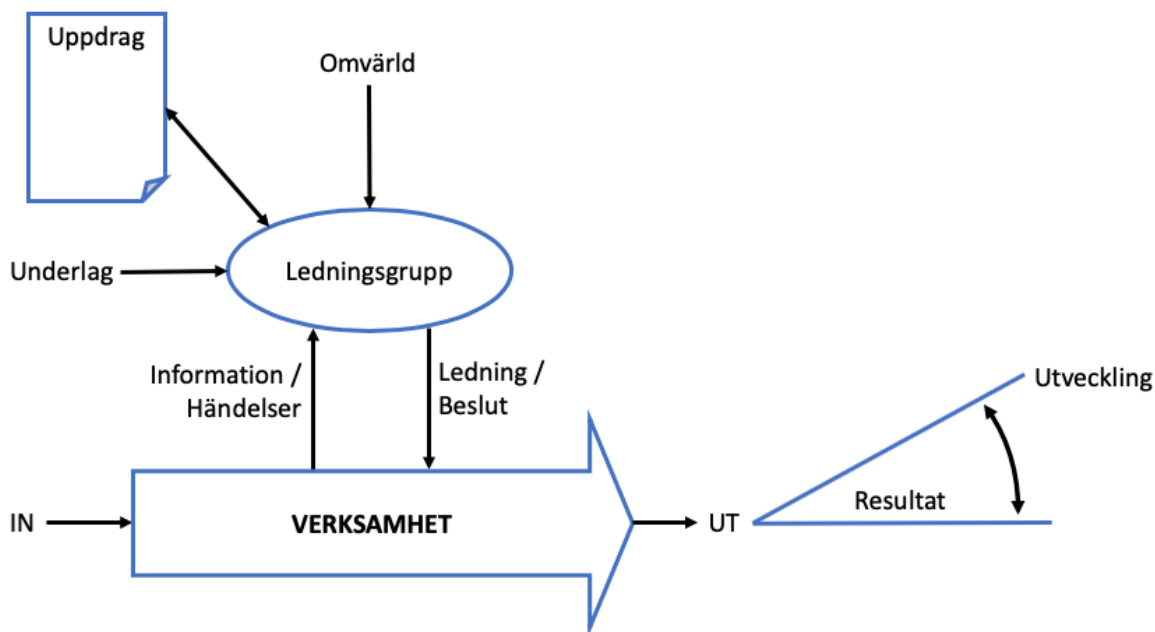 Uppdrag
Omvärld
Underlag
Ledningsgrupp
Information /
Händelser
Ledning /
Beslut
Utveckling
Resultat
IN
VERKSAMHET
UT